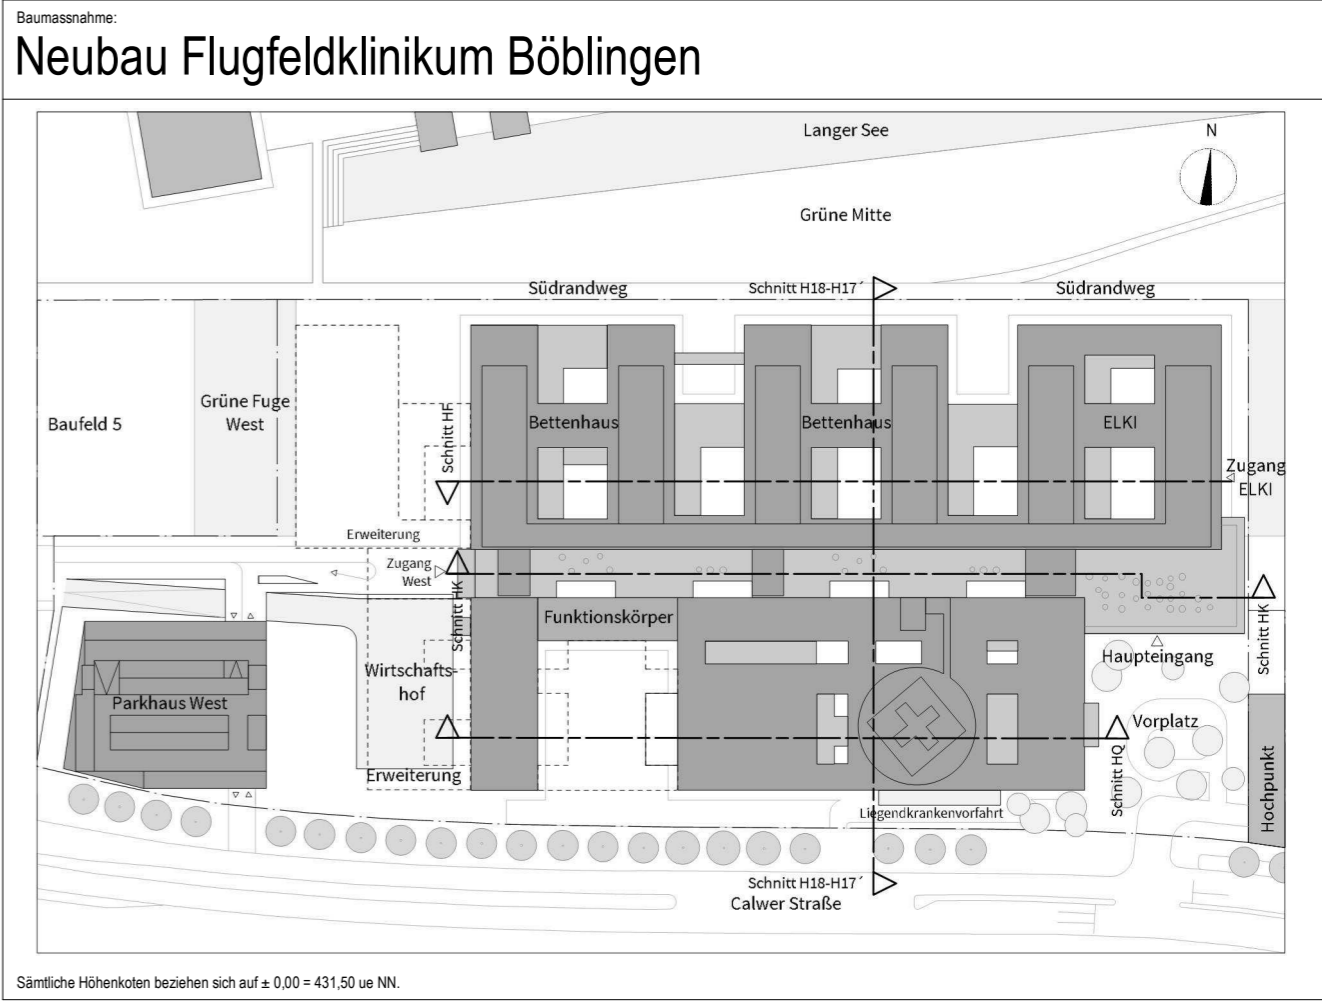 Baumassnahme:
Neubau Flugfeldklinikum Böblingen
Langer See
N
Grüne Mitte
Südrandweg
Schnitt H18-H17´
Südrandweg
Baufeld 5
Grüne Fuge
West
Schnitt HF
Bettenhaus
Bettenhaus
ELKI
Zugang
ELKI
Erweiterung
Zugang
West
Schnitt HK
Funktionskörper
Schnitt HK
Haupteingang
Wirtschafts-
hof
Parkhaus West
Vorplatz
Erweiterung
Schnitt HQ
Hochpunkt
Liegendkrankenvorfahrt
Schnitt H18-H17´
Calwer Straße
Sämtliche Höhenkoten beziehen sich auf ± 0,00 = 431,50 ue NN.